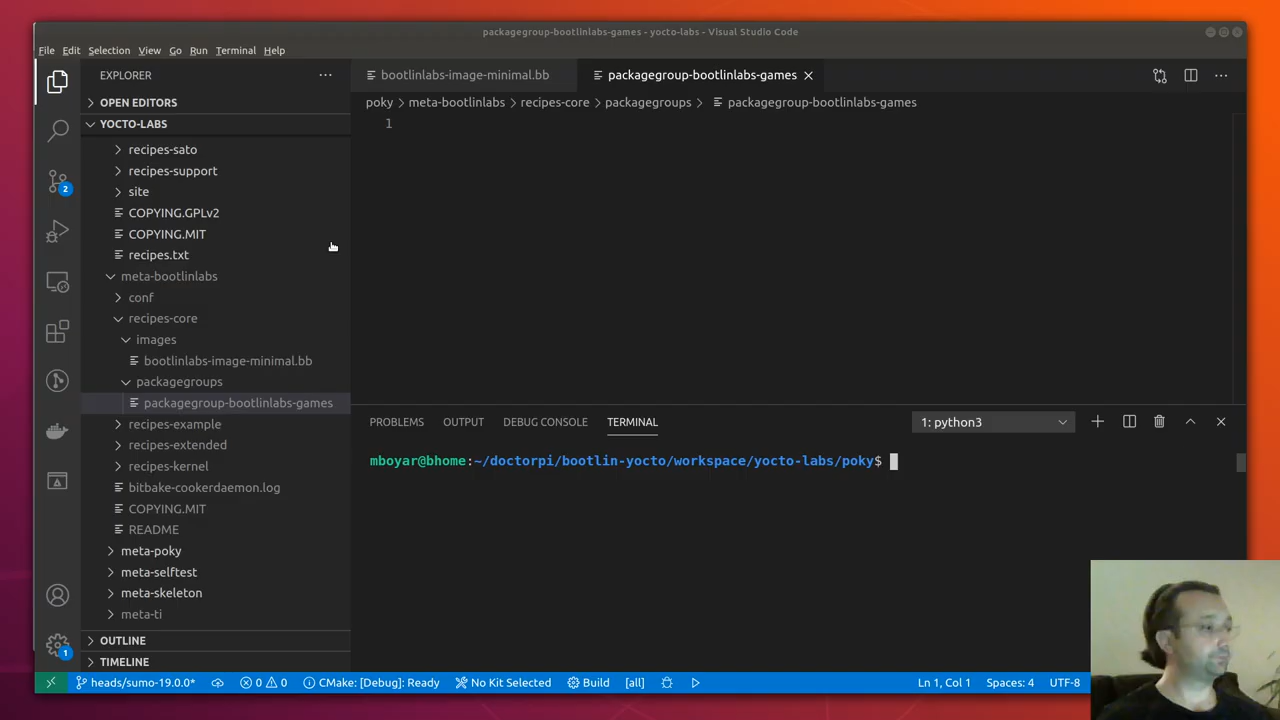 packagegroup-bootlinlabs-games - yocto-labs - Visual Studio Code
File Edit Selection View Go Run Terminal Help
EXPLORER
OPEN EDITORS
YOCTO-LABS
recipes-sato
recipes-support
site
COPYING.GPLv2
COPYING.MIT
recipes.txt
meta-bootlinlabs
conf
recipes-core
images
bootlinlabs-image-minimal.bb
packagegroups
packagegroup-bootlinlabs-games
recipes-example
recipes-extended
recipes-kernel
bitbake-cookerdaemon.log
COPYING.MIT
README
meta-poky
meta-selftest
meta-skeleton
meta-ti
OUTLINE
TIMELINE
bootlinlabs-image-minimal.bb packagegroup-bootlinlabs-games
poky > meta-bootlinlabs > recipes-core > packagegroups > packagegroup-bootlinlabs-games
1
PROBLEMS OUTPUT DEBUG CONSOLE TERMINAL 1: python3
mboyar@bhome:~/doctorpi/bootlin-yocto/workspace/yocto-labs/poky$
2
1
heads/sumo-19.0.0* 0 0 CMake: [Debug]: Ready No Kit Selected Build [all] Ln 1, Col 1 Spaces: 4 UTF-8